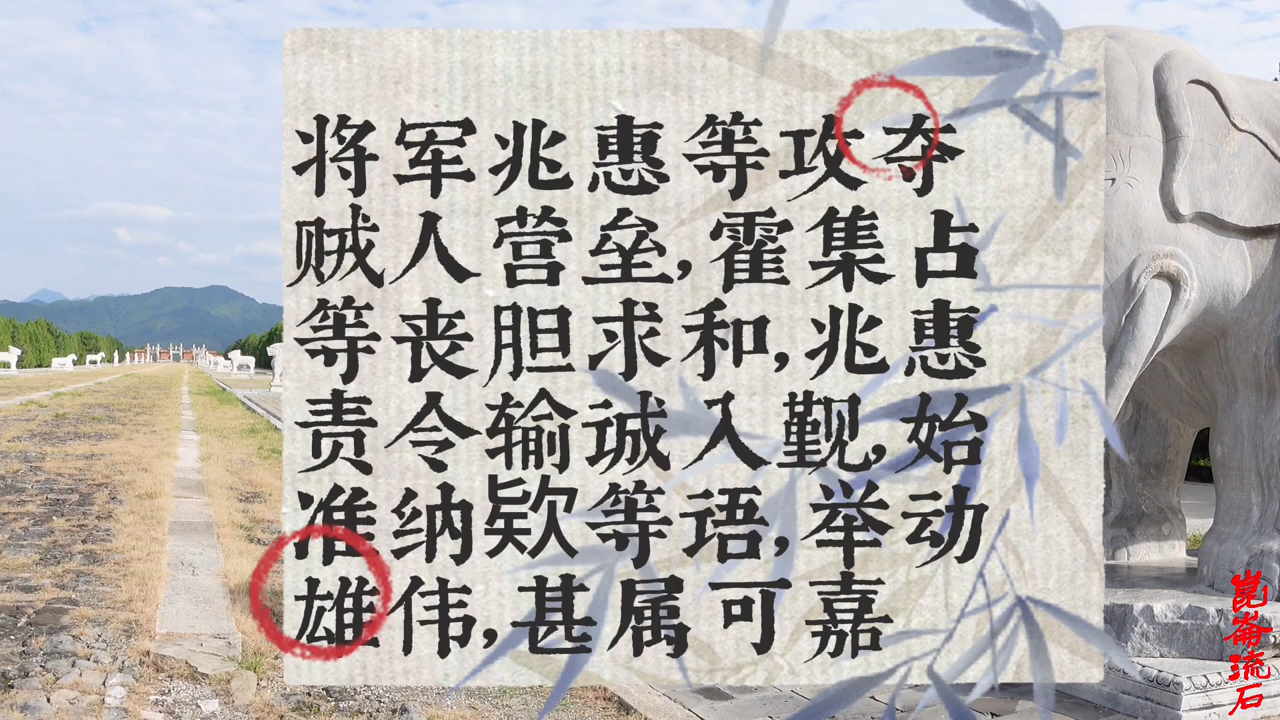 将军兆惠等攻夺
贼人营垒,霍集占
等丧胆求和,兆惠
责令输诚入觐,始
准纳欵等语,举动
雄伟,甚属可嘉
崑崙流石